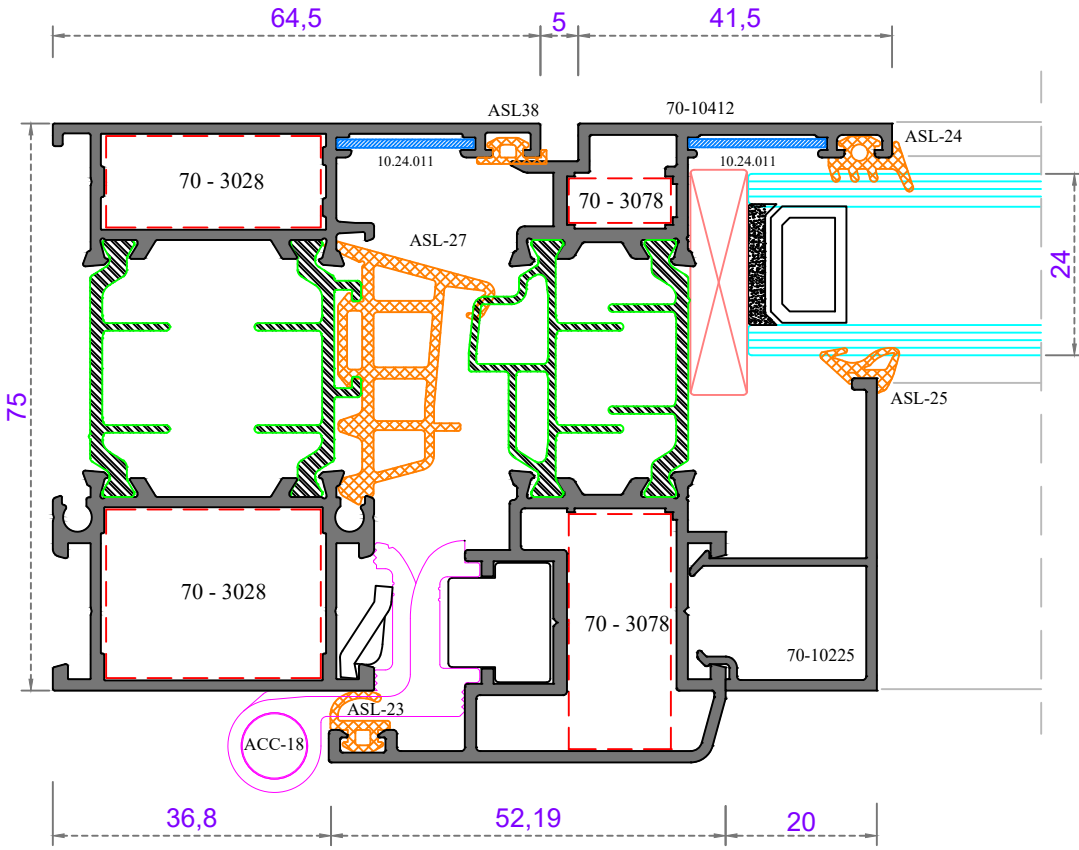 64,5
5
41,5
ASL38
70-10412
ASL-24
10.24.011
10.24.011
70 - 3028
70 - 3078
ASL-27
24
75
ASL-25
70 - 3028
70 - 3078
70-10225
ASL-23
ACC-18
36,8
52,19
20